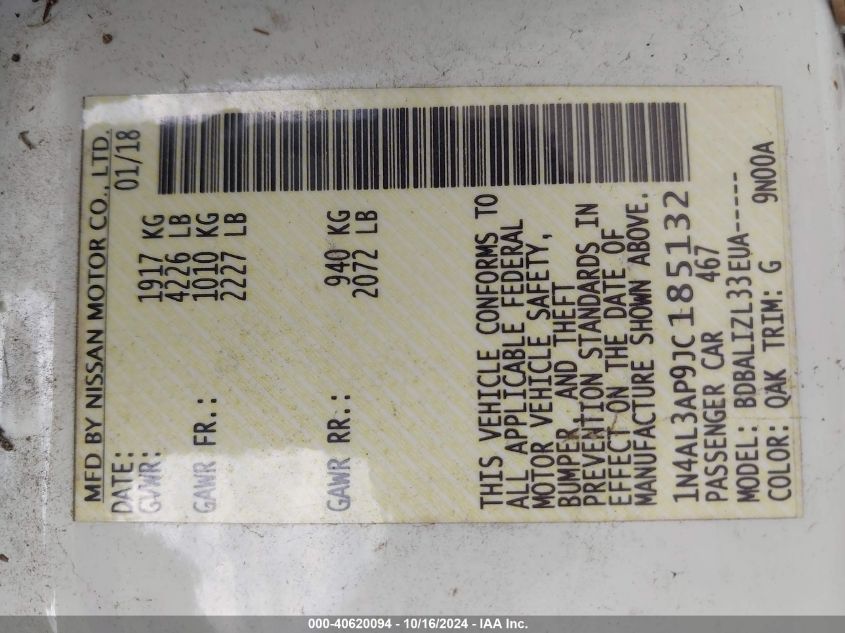 MFD BY NISSAN MOTOR CO., LTD.
DATE: 01/18
GVWR: 1917 KG
4226 LB
GAWR FR.: 1010 KG
2227 LB
GAWR RR.: 940 KG
2072 LB
THIS VEHICLE CONFORMS TO
ALL APPLICABLE FEDERAL
MOTOR VEHICLE SAFETY,
BUMPER AND THEFT
PREVENTION STANDARDS IN
EFFECT ON THE DATE OF
MANUFACTURE SHOWN ABOVE.
1N4AL3AP9JC185132
PASSENGER CAR 467
MODEL: BDBALIZL33EUA-----
COLOR: QAK TRIM: G 9N00A
000-40620094 - 10/16/2024 - IAA Inc.